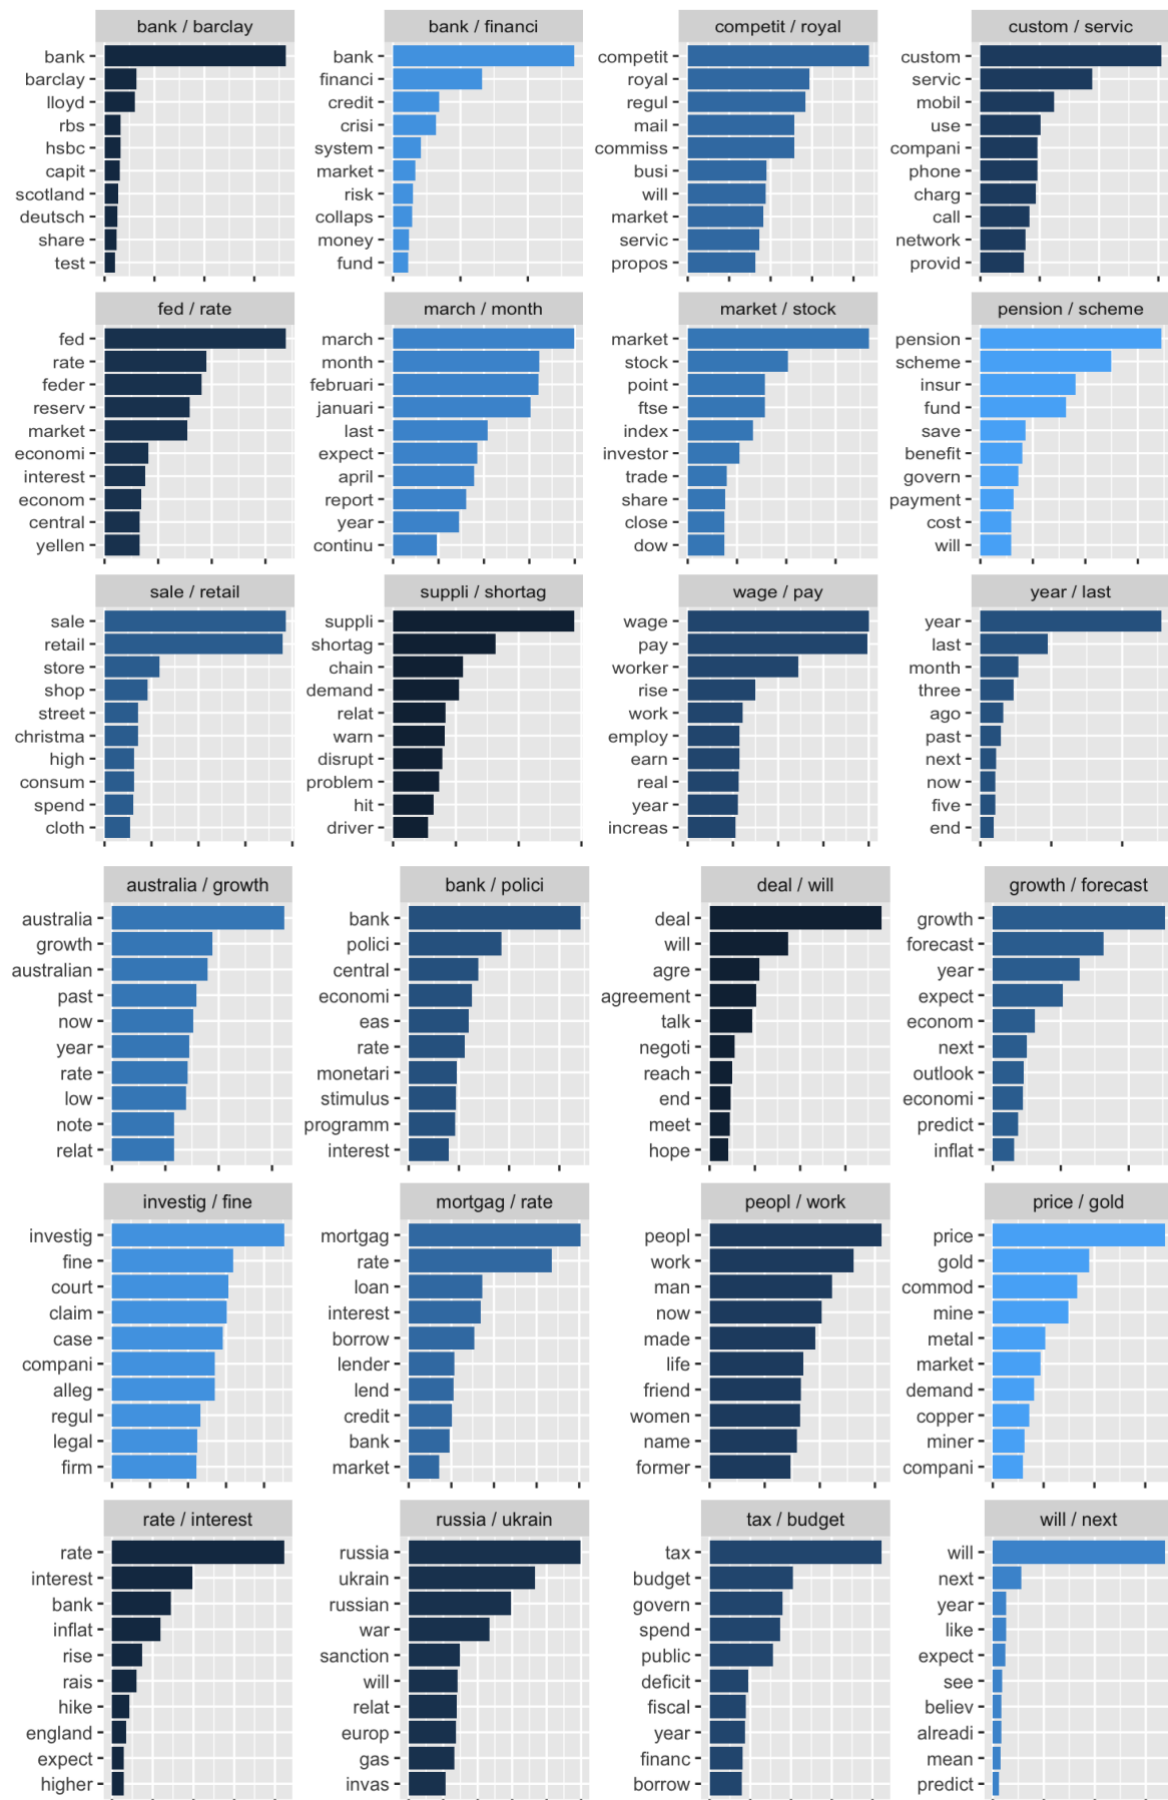 bank / barclay
bank
barclay
lloyd
rbs
hsbc
capit
scotland
deutsch
share
test
bank / financi
bank
financi
credit
crisi
system
market
risk
collaps
money
fund
competit / royal
competit
royal
regul
mail
commiss
busi
will
market
servic
propos
custom / servic
custom
servic
mobil
use
compani
phone
charg
call
network
provid
fed / rate
fed
rate
feder
reserv
market
economi
interest
econom
central
yellen
march / month
march
month
februari
januari
last
expect
april
report
year
continu
market / stock
market
stock
point
ftse
index
investor
trade
share
close
dow
pension / scheme
pension
scheme
insur
fund
save
benefit
govern
payment
cost
will
sale / retail
sale
retail
store
shop
street
christma
high
consum
spend
cloth
suppli / shortag
suppli
shortag
chain
demand
relat
warn
disrupt
problem
hit
driver
wage / pay
wage
pay
worker
rise
work
employ
earn
real
year
increas
year / last
year
last
month
three
ago
past
next
now
five
end
australia / growth
australia
growth
australian
past
now
year
rate
low
note
relat
bank / polici
bank
polici
central
economi
eas
rate
monetari
stimulus
programm
interest
deal / will
deal
will
agre
agreement
talk
negoti
reach
end
meet
hope
growth / forecast
growth
forecast
year
expect
econom
next
outlook
economi
predict
inflat
investig / fine
investig
fine
court
claim
case
compani
alleg
regul
legal
firm
mortgag / rate
mortgag
rate
loan
interest
borrow
lender
lend
credit
bank
market
peopl / work
peopl
work
man
now
made
life
friend
women
name
former
price / gold
price
gold
commod
mine
metal
market
demand
copper
miner
compani
rate / interest
rate
interest
bank
inflat
rise
rais
hike
england
expect
higher
russia / ukrain
russia
ukrain
russian
war
sanction
will
relat
europ
gas
invas
tax / budget
tax
budget
govern
spend
public
deficit
fiscal
year
financ
borrow
will / next
will
next
year
like
expect
see
believ
alreadi
mean
predict